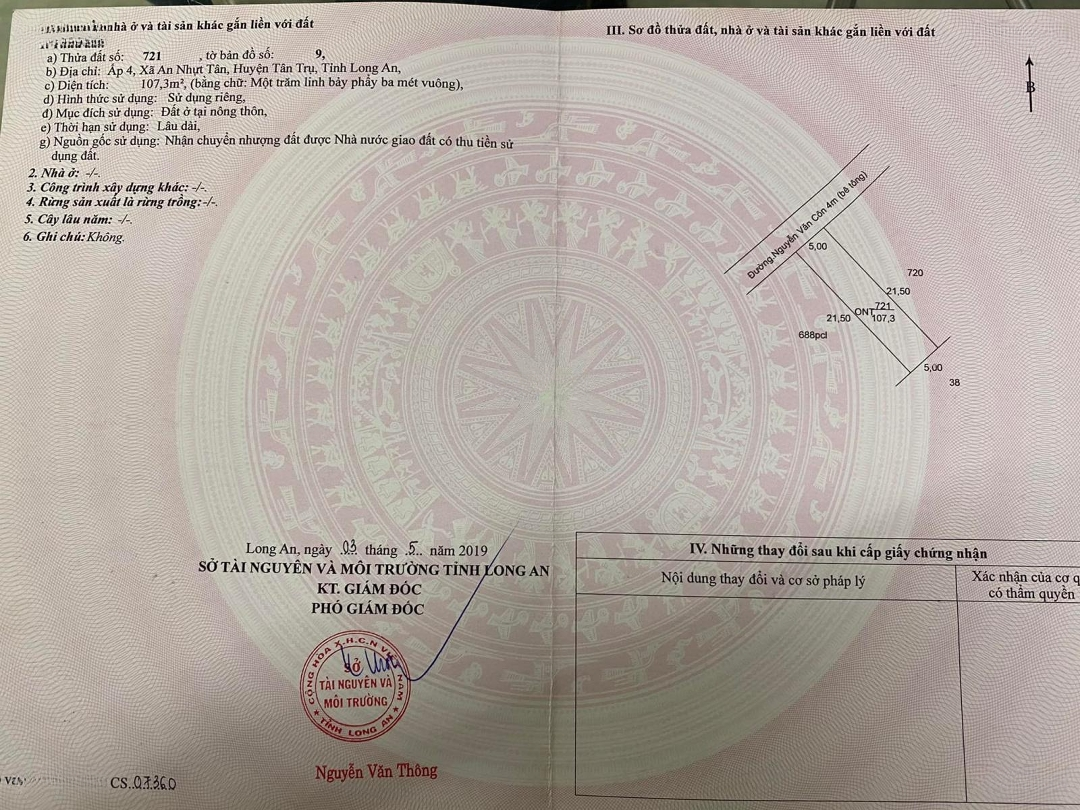 nhà ở và tài sản khác gắn liền với đất
a) Thửa đất số: 721 , tờ bản đồ số: 9,
b) Địa chỉ: Ấp 4, Xã An Nhựt Tân, Huyện Tân Trụ, Tỉnh Long An,
c) Diện tích: 107,3m², (bằng chữ: Một trăm linh bảy phẩy ba mét vuông),
d) Hình thức sử dụng: Sử dụng riêng,
đ) Mục đích sử dụng: Đất ở tại nông thôn,
e) Thời hạn sử dụng: Lâu dài,
g) Nguồn gốc sử dụng: Nhận chuyển nhượng đất được Nhà nước giao đất có thu tiền sử
dụng đất.
2. Nhà ở: -/-.
3. Công trình xây dựng khác: -/-.
4. Rừng sản xuất là rừng trồng:-/-.
5. Cây lâu năm: -/-.
6. Ghi chú: Không.
Long An, ngày 03 tháng 5 năm 2019
SỞ TÀI NGUYÊN VÀ MÔI TRƯỜNG TỈNH LONG AN
KT. GIÁM ĐỐC
PHÓ GIÁM ĐỐC
CỘNG HÒA X.H.C.N VIỆT NAM
SỞ
TÀI NGUYÊN VÀ
MÔI TRƯỜNG
★ TỈNH LONG AN ★
Nguyễn Văn Thông
CS.07360
III. Sơ đồ thửa đất, nhà ở và tài sản khác gắn liền với đất
B
Đường Nguyễn Văn Côn 4m (bê tông)
5,00
720
21,50
ONT 721
107,3
21,50
688pcl
5,00
38
IV. Những thay đổi sau khi cấp giấy chứng nhận
Nội dung thay đổi và cơ sở pháp lý
Xác nhận của cơ q
có thẩm quyền